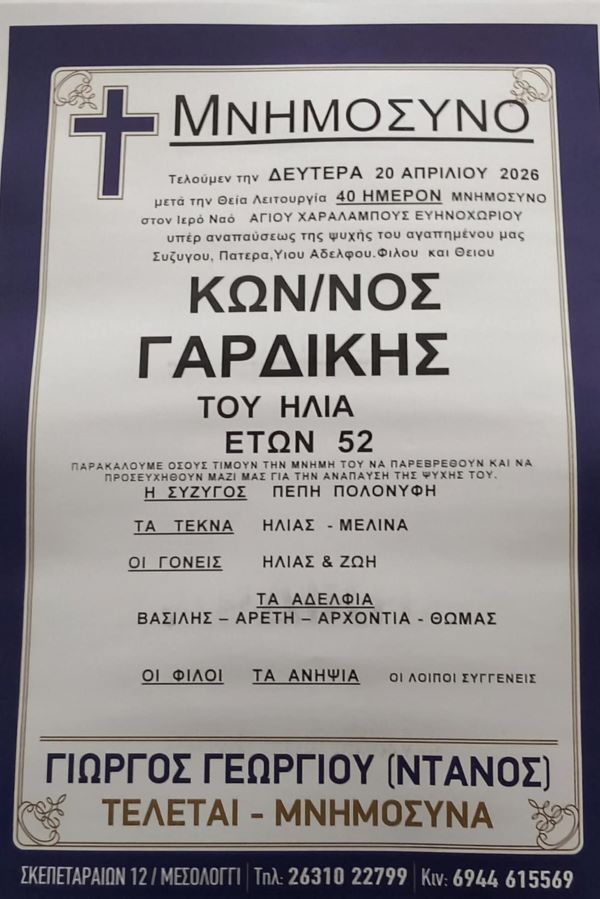 ΜΝΗΜΟΣΥΝΟ
Τελούμεν την ΔΕΥΤΕΡΑ 20 ΑΠΡΙΛΙΟΥ 2026
μετά την Θεία Λειτουργία 40 ΗΜΕΡΟΝ ΜΝΗΜΟΣΥΝΟ
στον Ιερό Ναό ΑΓΙΟΥ ΧΑΡΑΛΑΜΠΟΥΣ ΕΥΗΝΟΧΩΡΙΟΥ
υπέρ αναπαύσεως της ψυχής του αγαπημένου μας
Συζυγου, Πατερα,Υιου Αδελφου.Φιλου και Θειου
ΚΩΝ/ΝΟΣ
ΓΑΡΔΙΚΗΣ
ΤΟΥ ΗΛΙΑ
ΕΤΩΝ 52
ΠΑΡΑΚΑΛΟΥΜΕ ΟΣΟΥΣ ΤΙΜΟΥΝ ΤΗΝ ΜΝΗΜΗ ΤΟΥ ΝΑ ΠΑΡΕΒΡΕΘΟΥΝ ΚΑΙ ΝΑ
ΠΡΟΣΕΥΧΗΘΟΥΝ ΜΑΖΙ ΜΑΣ ΓΙΑ ΤΗΝ ΑΝΑΠΑΥΣΗ ΤΗΣ ΨΥΧΗΣ ΤΟΥ.
Η ΣΥΖΥΓΟΣ ΠΕΠΗ ΠΟΛΟΝΥΦΗ
ΤΑ ΤΕΚΝΑ ΗΛΙΑΣ - ΜΕΛΙΝΑ
ΟΙ ΓΟΝΕΙΣ ΗΛΙΑΣ & ΖΩΗ
ΤΑ ΑΔΕΛΦΙΑ
ΒΑΣΙΛΗΣ – ΑΡΕΤΗ – ΑΡΧΟΝΤΙΑ - ΘΩΜΑΣ
ΟΙ ΦΙΛΟΙ ΤΑ ΑΝΗΨΙΑ ΟΙ ΛΟΙΠΟΙ ΣΥΓΓΕΝΕΙΣ
ΓΙΩΡΓΟΣ ΓΕΩΡΓΙΟΥ (ΝΤΑΝΟΣ)
ΤΕΛΕΤΑΙ - ΜΝΗΜΟΣΥΝΑ
ΣΚΕΠΕΤΑΡΑΙΩΝ 12 / ΜΕΣΟΛΟΓΓΙ | Τηλ: 26310 22799 | Κιν: 6944 615569